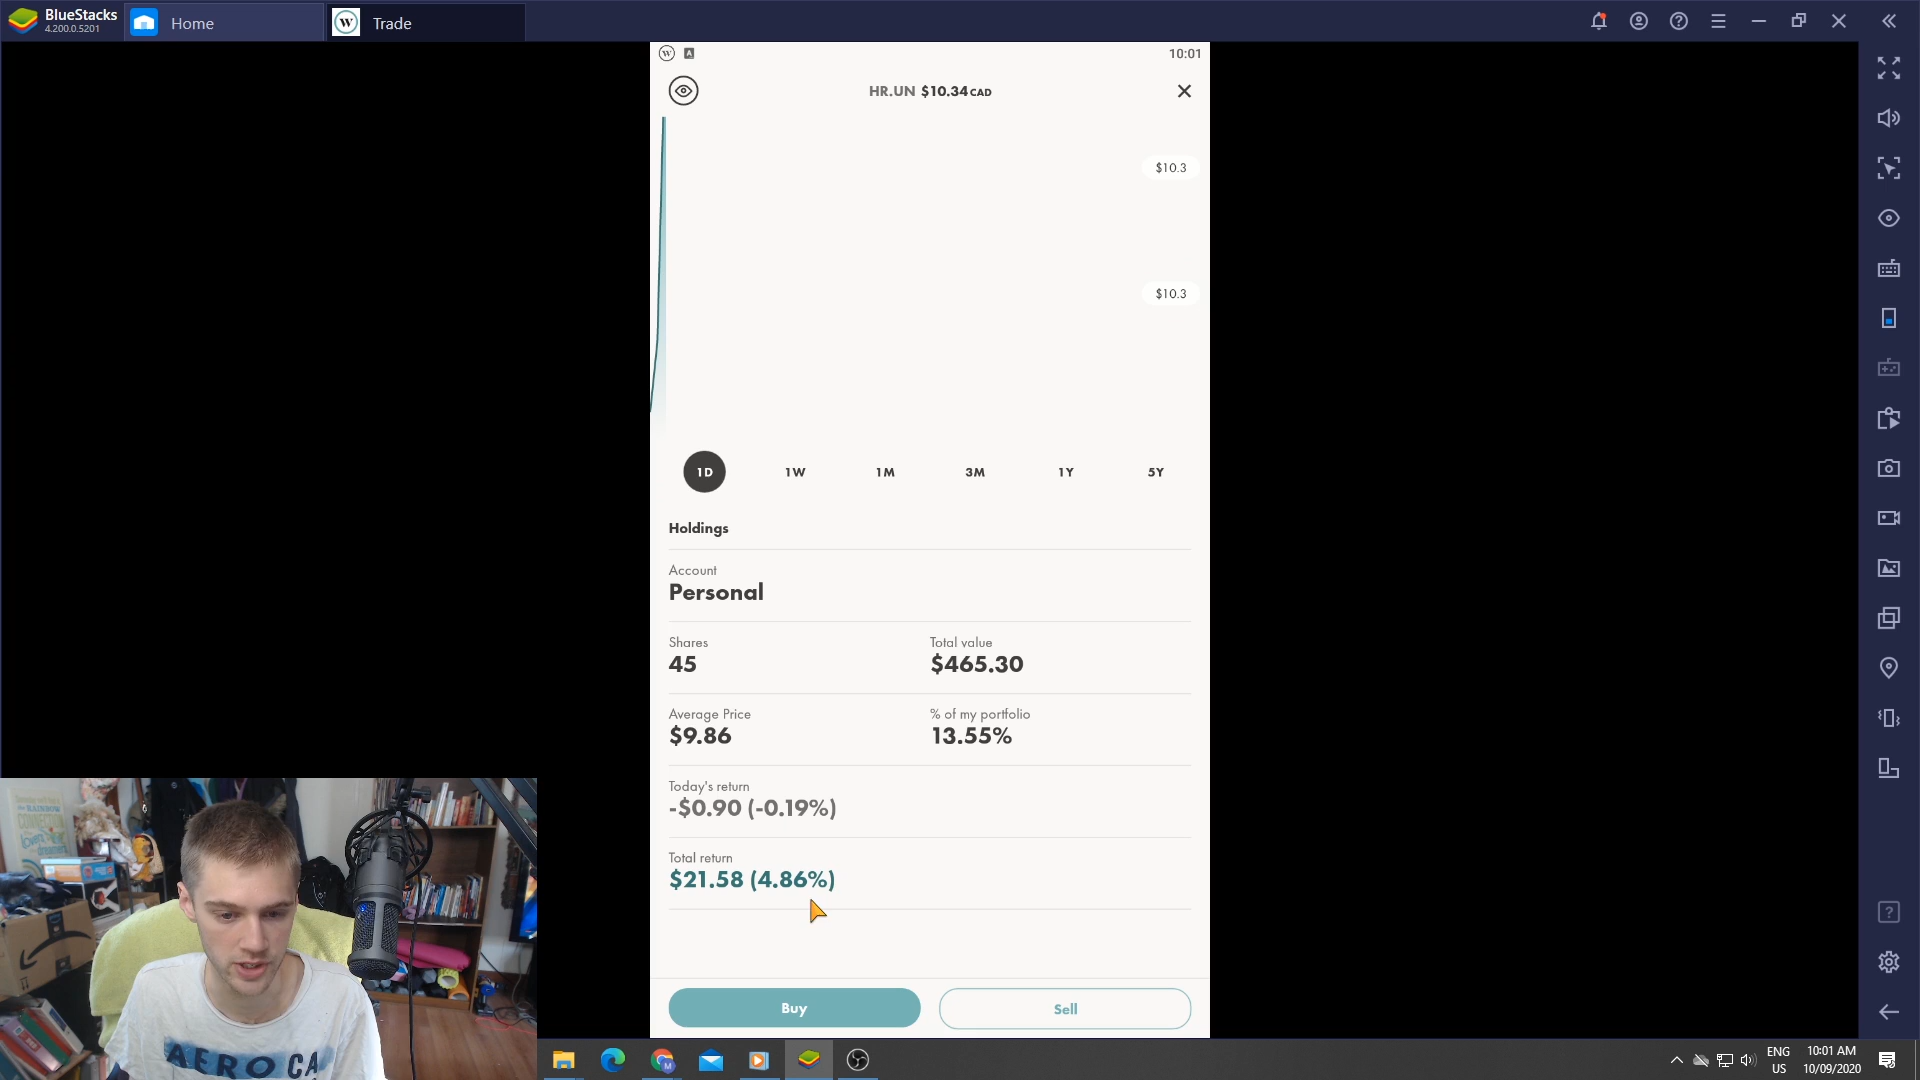 BlueStacks
4.200.0.5201
Home
W
Trade
W
A
10:01
HR.UN $10.34 CAD
$10.3
$10.3
1D
1W
1M
3M
1Y
5Y
Holdings
Account
Personal
Shares
45
Total value
$465.30
Average Price
$9.86
% of my portfolio
13.55%
Today's return
-$0.90 (-0.19%)
Total return
$21.58 (4.86%)
Buy
Sell
AERO CA
M
ENG
US
10:01 AM
10/09/2020